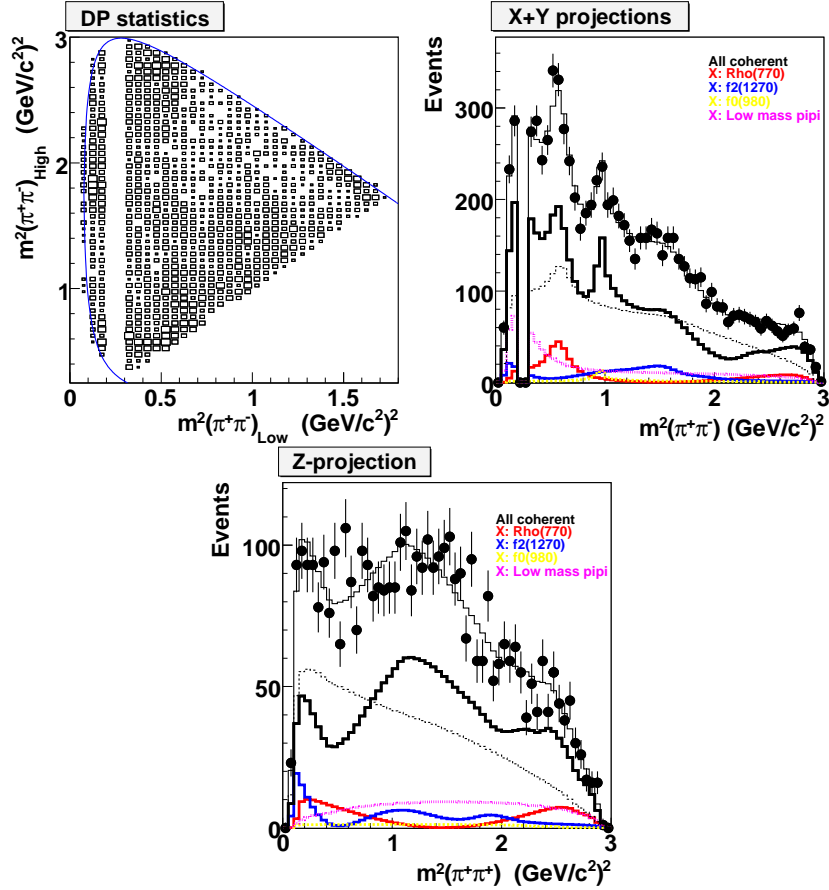 DP statistics
m²(π⁺π⁻)High (GeV/c²)²
3
2
1
0
0.5
1
1.5
m²(π⁺π⁻)Low (GeV/c²)²
X+Y projections
Events
300
200
100
0
All coherent
X: Rho(770)
X: f2(1270)
X: f0(980)
X: Low mass pipi
0
1
2
3
m²(π⁺π⁻) (GeV/c²)²
Z-projection
Events
100
50
0
All coherent
X: Rho(770)
X: f2(1270)
X: f0(980)
X: Low mass pipi
0
1
2
3
m²(π⁺π⁺) (GeV/c²)²